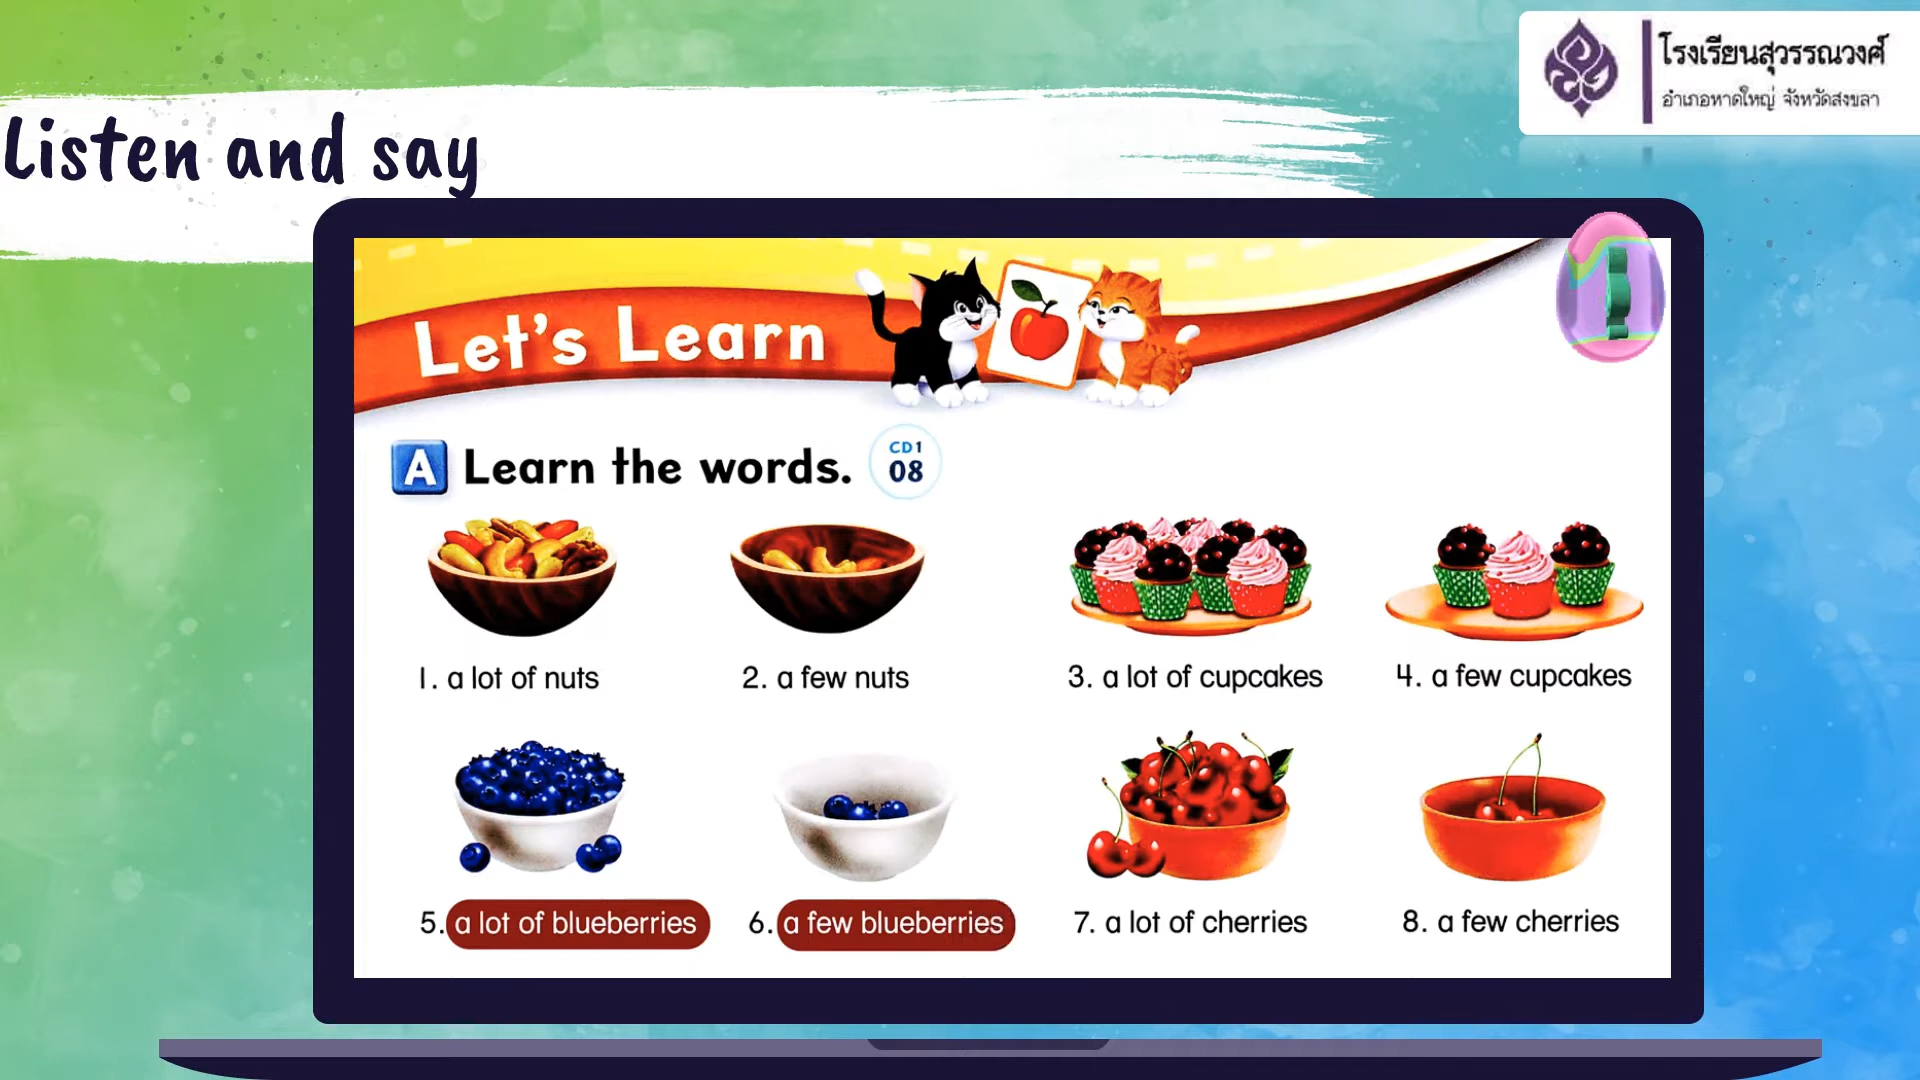 โรงเรียนสุวรรณวงศ์
อำเภอหาดใหญ่ จังหวัดสงขลา
Listen and say
1
Let's Learn
A Learn the words. CD1 08
1. a lot of nuts
2. a few nuts
3. a lot of cupcakes
4. a few cupcakes
5. a lot of blueberries
6. a few blueberries
7. a lot of cherries
8. a few cherries